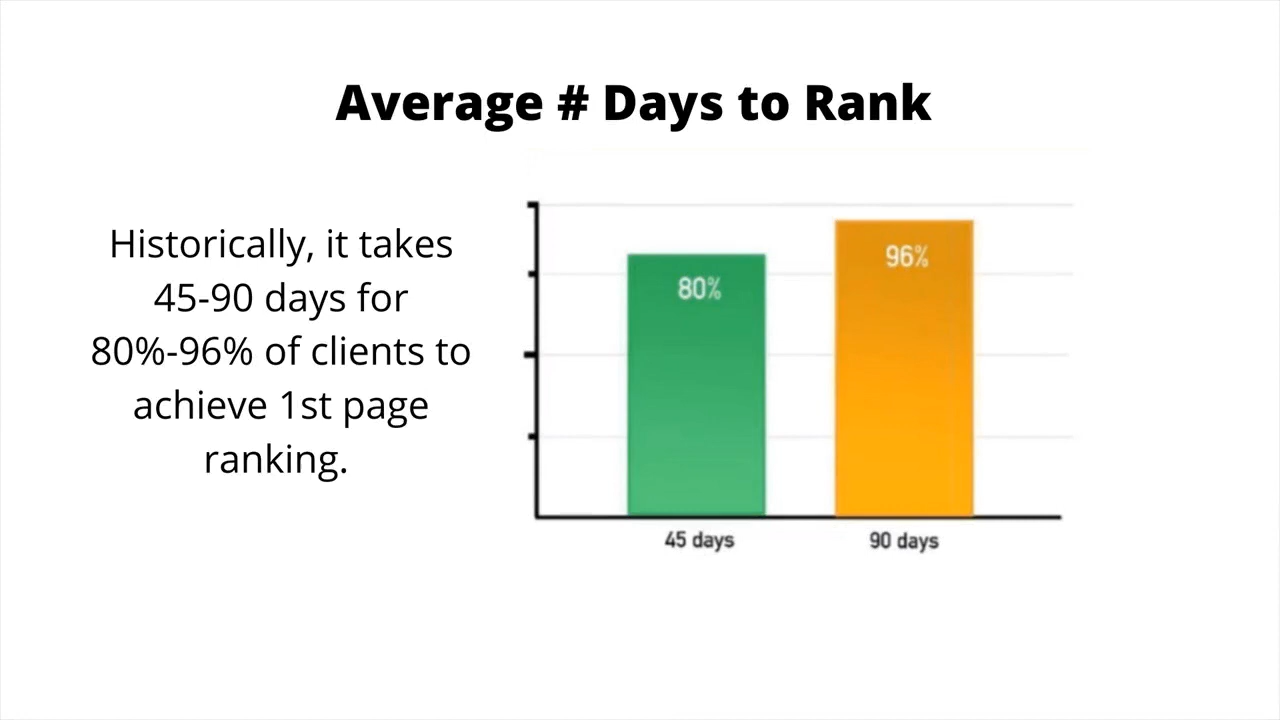 Average # Days to Rank
Historically, it takes
45-90 days for
80%-96% of clients to
achieve 1st page
ranking.
80%
96%
45 days
90 days